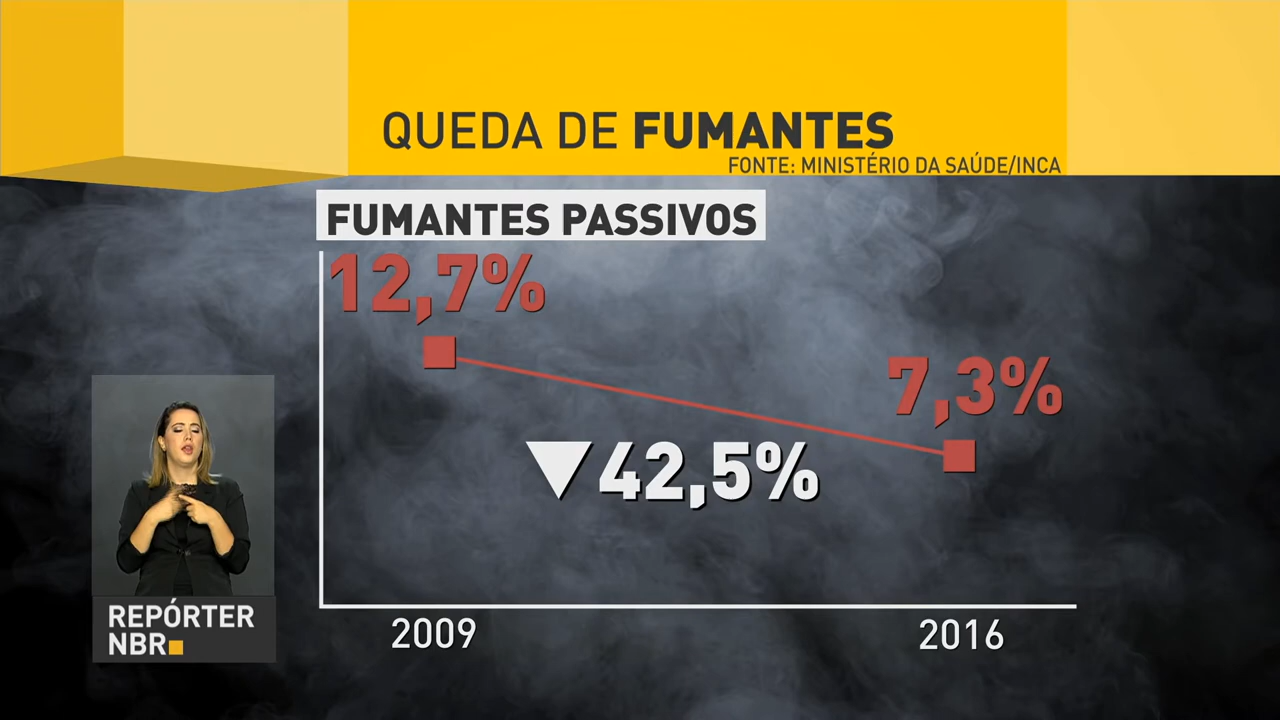 QUEDA DE FUMANTES
FONTE: MINISTÉRIO DA SAÚDE/INCA
FUMANTES PASSIVOS
12,7%
7,3%
▼42,5%
2009
2016
REPÓRTER
NBR